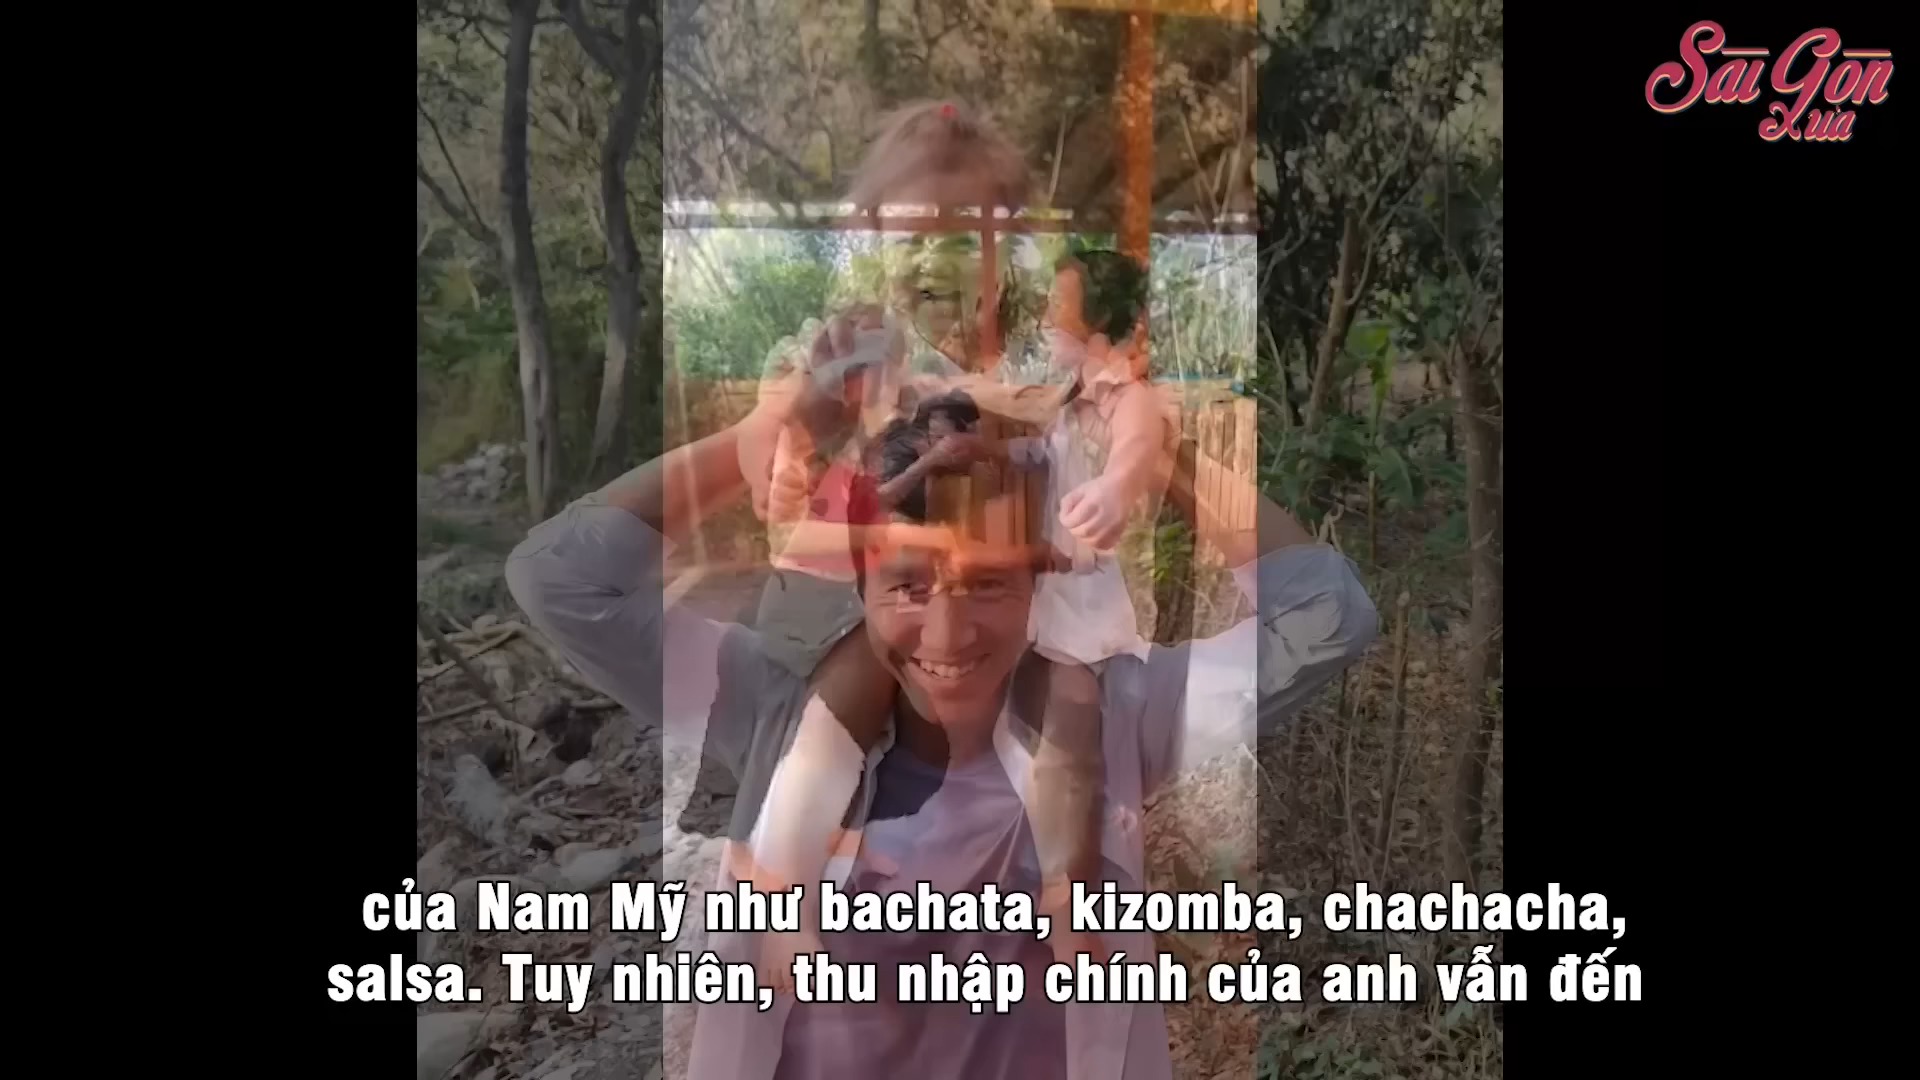 Sài Gòn
Xưa
của Nam Mỹ như bachata, kizomba, chachacha,
salsa. Tuy nhiên, thu nhập chính của anh vẫn đến